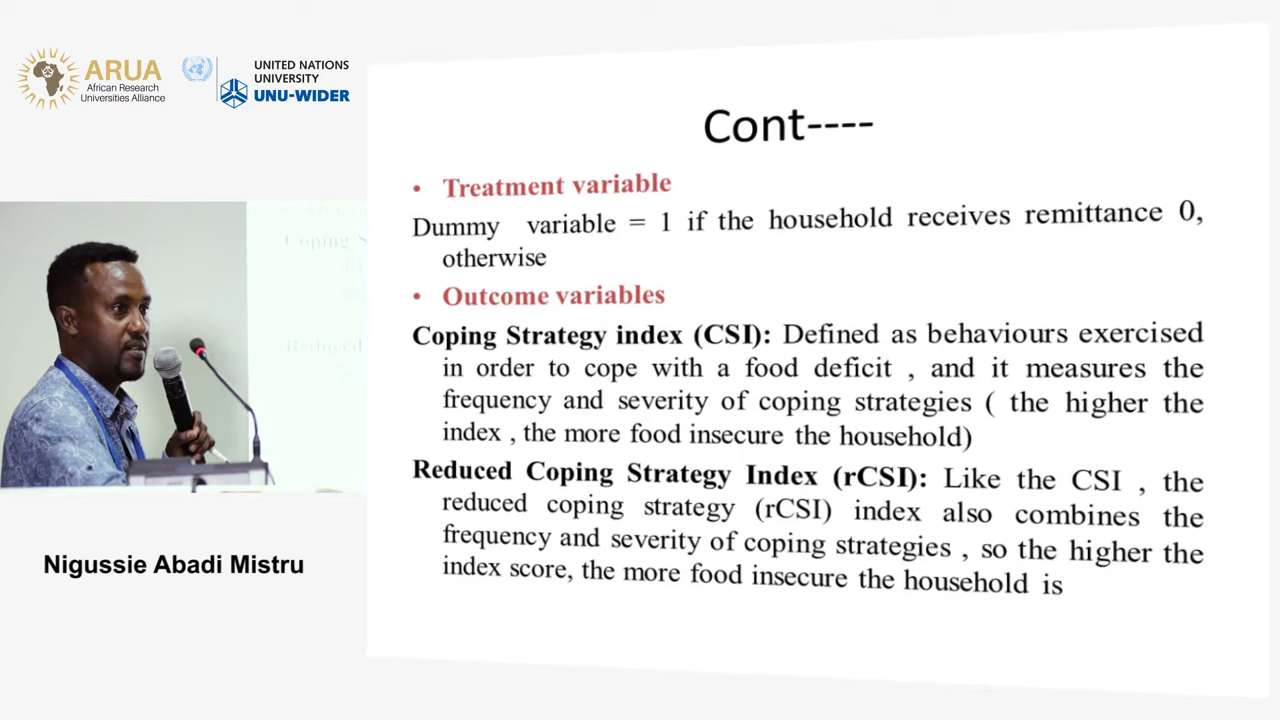 ARUA
African Research
Universities Alliance
UNITED NATIONS
UNIVERSITY
UNU-WIDER
Cont----
• Treatment variable
Dummy variable = 1 if the household receives remittance 0,
otherwise
• Outcome variables
Coping Strategy index (CSI): Defined as behaviours exercised
in order to cope with a food deficit , and it measures the
frequency and severity of coping strategies ( the higher the
index , the more food insecure the household)
Reduced Coping Strategy Index (rCSI): Like the CSI , the
reduced coping strategy (rCSI) index also combines the
frequency and severity of coping strategies , so the higher the
index score, the more food insecure the household is
Coping
Reduced
Nigussie Abadi Mistru